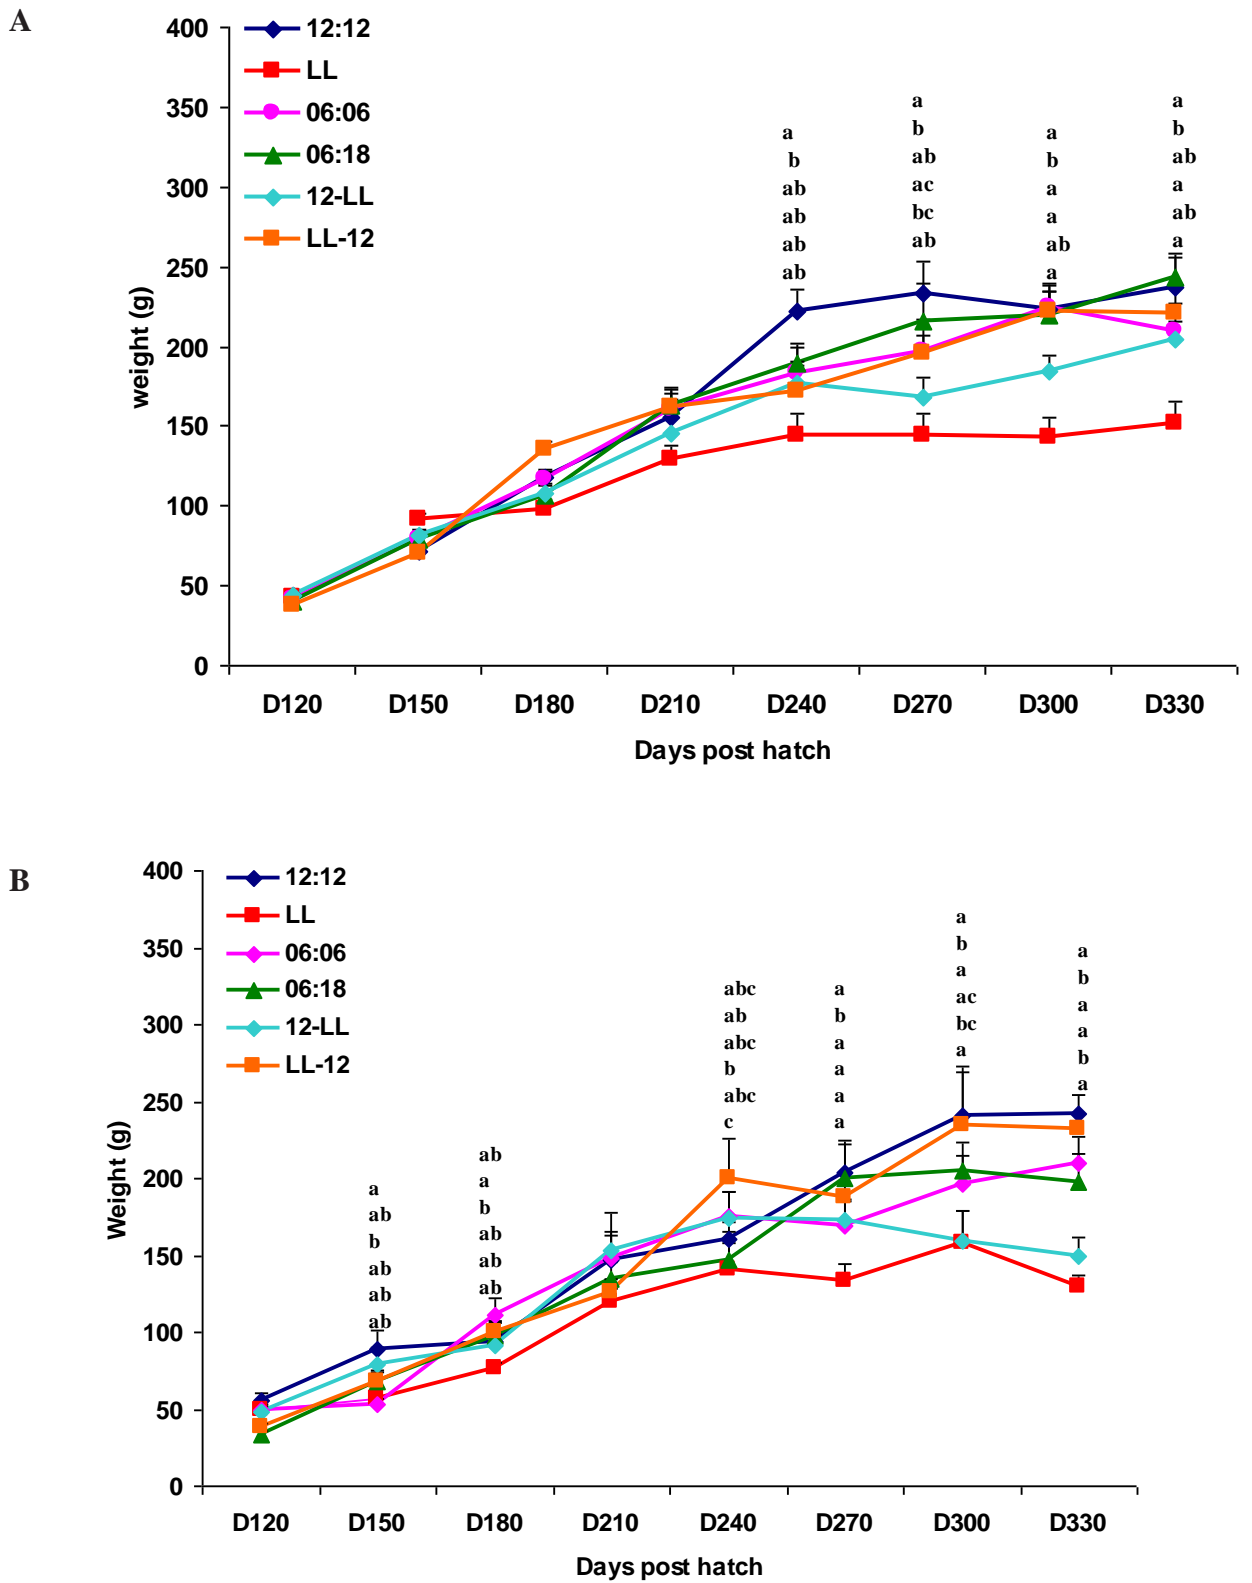 A
400
350
300
250
200
150
100
50
0
weight (g)
12:12
LL
06:06
06:18
12-LL
LL-12
a
b
ab
ab
ab
ab
a
b
ab
ac
bc
ab
a
b
a
a
ab
a
a
b
ab
a
ab
a
D120 D150 D180 D210 D240 D270 D300 D330
Days post hatch
B
400
350
300
250
200
150
100
50
0
Weight (g)
12:12
LL
06:06
06:18
12-LL
LL-12
a
ab
b
ab
ab
ab
ab
a
b
ab
ab
ab
abc
ab
abc
b
abc
c
a
b
a
a
a
a
a
b
a
ac
bc
a
a
b
a
a
b
a
D120 D150 D180 D210 D240 D270 D300 D330
Days post hatch